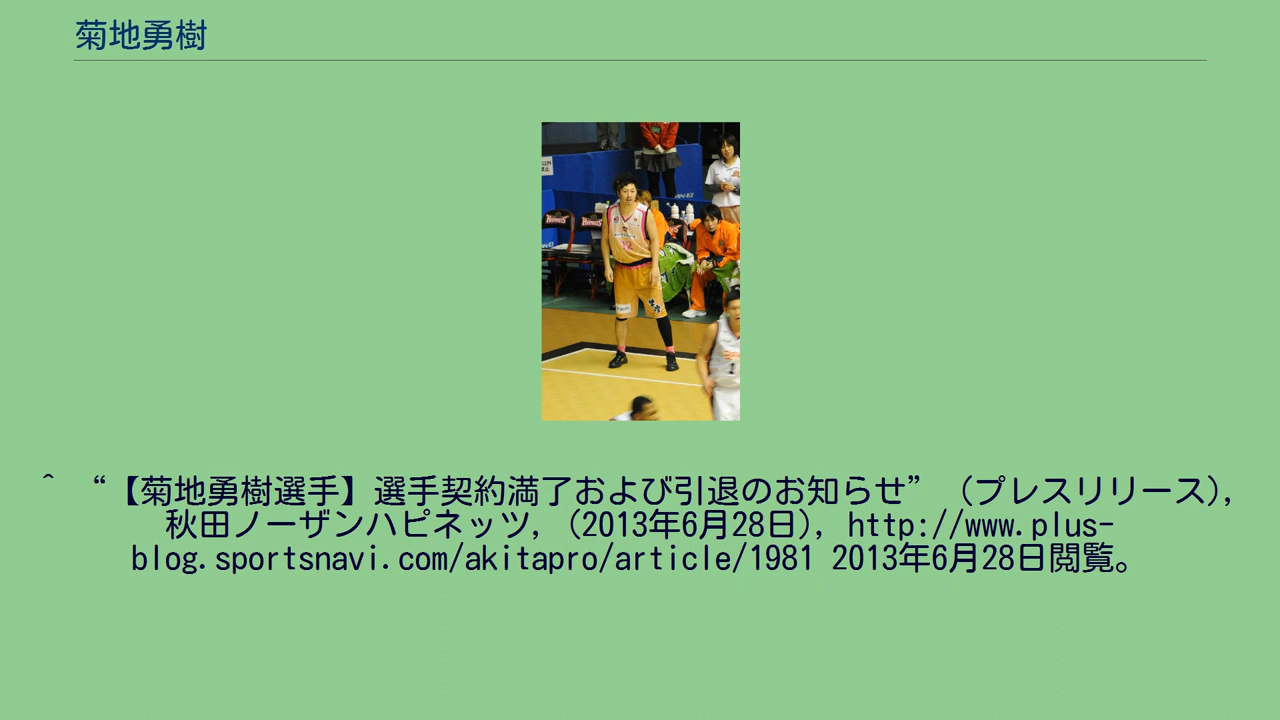 菊地勇樹
^ “【菊地勇樹選手】選手契約満了および引退のお知らせ” (プレスリリース),
秋田ノーザンハピネッツ, (2013年6月28日), http://www.plus-
blog.sportsnavi.com/akitapro/article/1981 2013年6月28日閲覧。